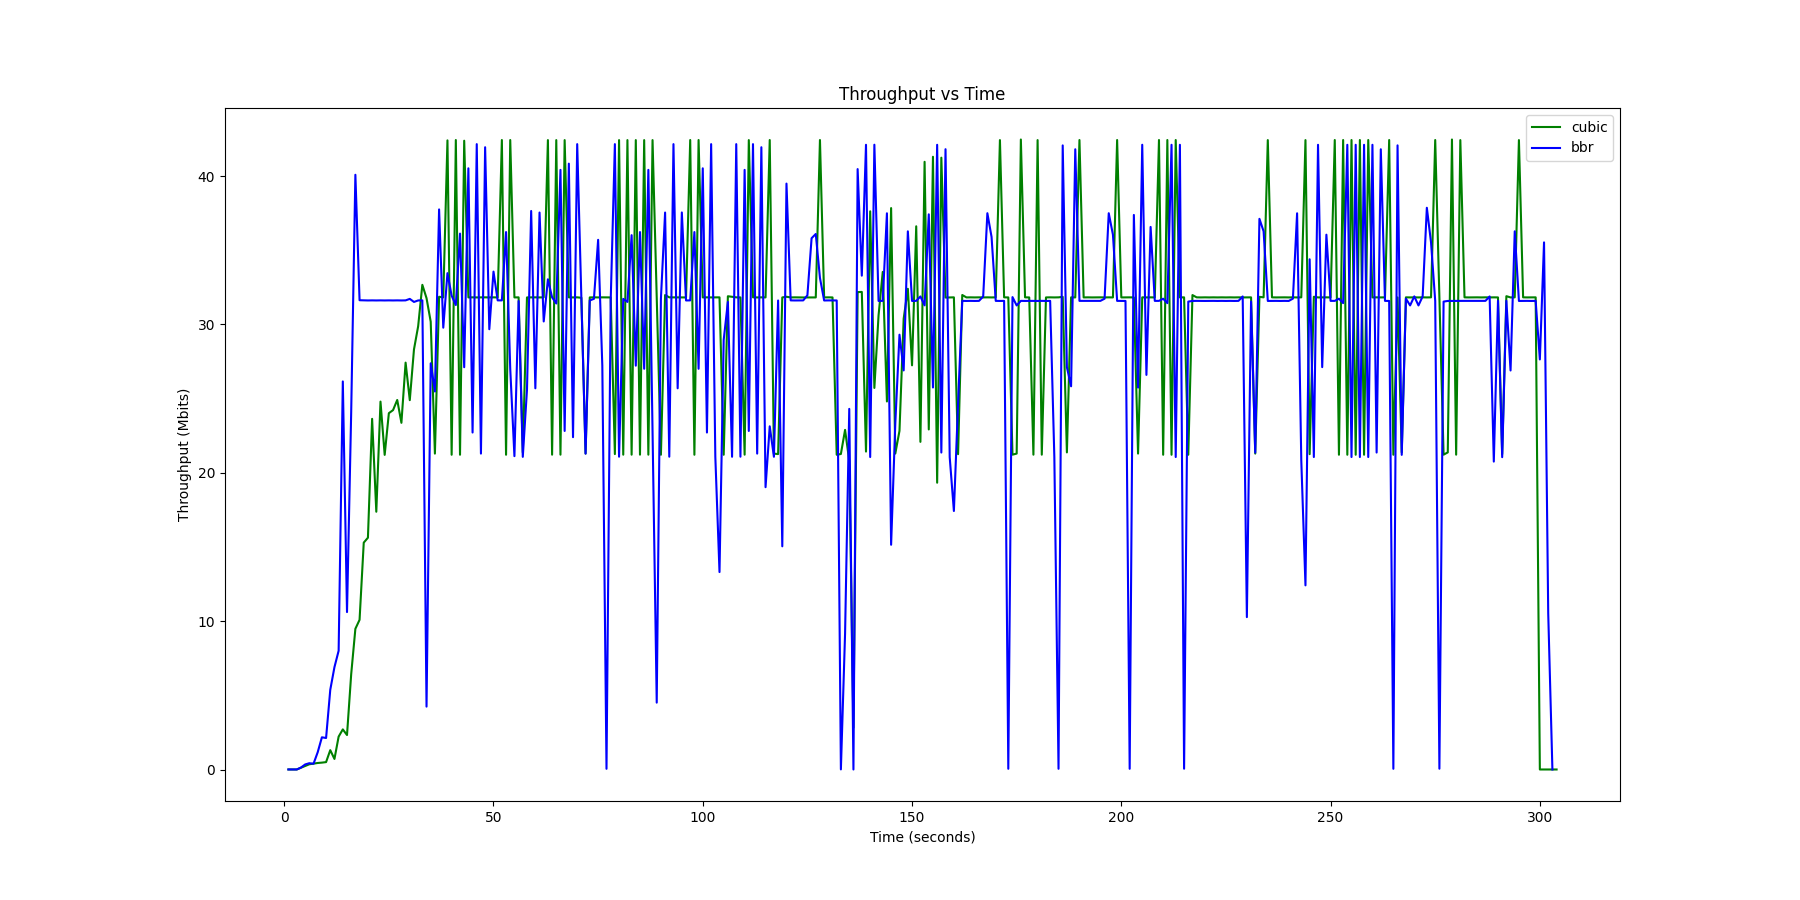 Throughput vs Time
cubic
bbr
Throughput (Mbits)
40
30
20
10
0
0 50 100 150 200 250 300
Time (seconds)